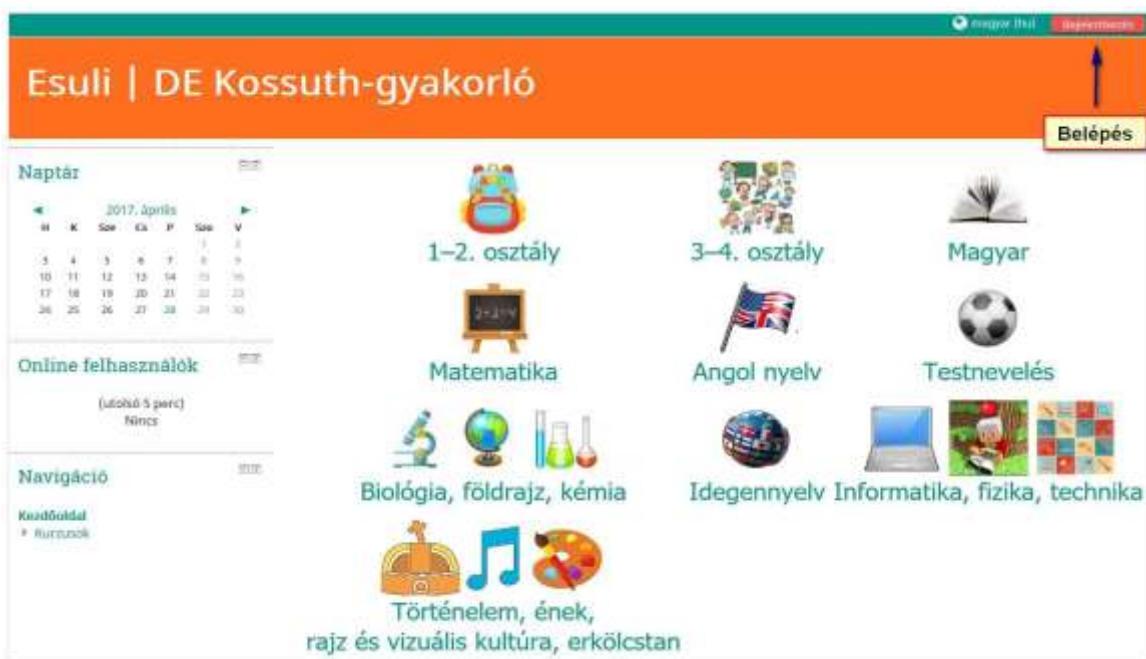 magyar (hu)
Bejelentkezés
Esuli | DE Kossuth-gyakorló
Belépés
Naptár
2017. április
H K Sze Cs P Szo V
1 2
3 4 5 6 7 8 9
10 11 12 13 14 15 16
17 18 19 20 21 22 23
24 25 26 27 28 29 30
Online felhasználók
(utolsó 5 perc)
Nincs
Navigáció
Kezdőoldal
Kurzusok
1–2. osztály
3–4. osztály
Magyar
2+2=4
Matematika
Angol nyelv
Testnevelés
Biológia, földrajz, kémia
Idegennyelv
Informatika, fizika, technika
Történelem, ének,
rajz és vizuális kultúra, erkölcstan